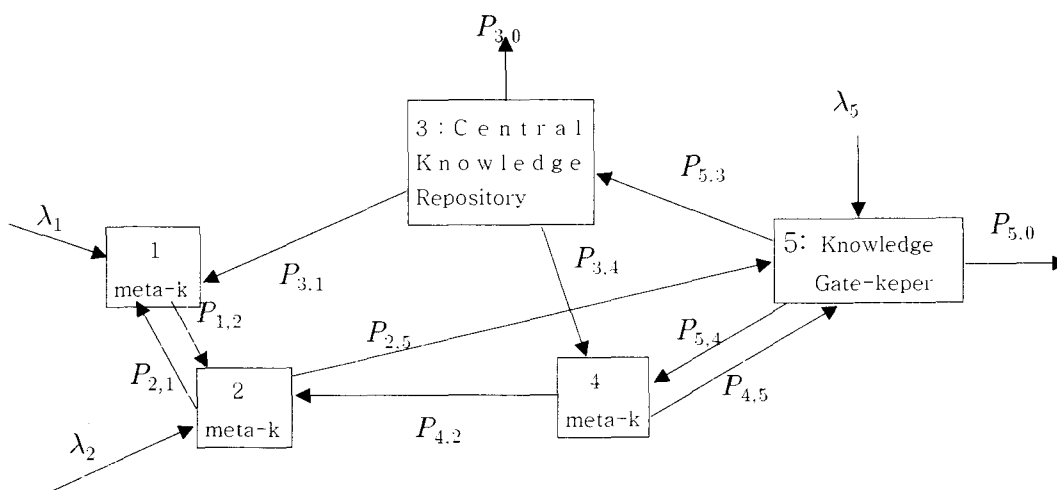 P3,0
3:Central
Knowledge
Repository
λ5
P5,3
λ1
1
meta-k
P3,1
P3,4
5: Knowledge
Gate-keper
P5,0
P1,2
P2,5
P5,4
P2,1
2
meta-k
4
meta-k
P4,5
P4,2
λ2